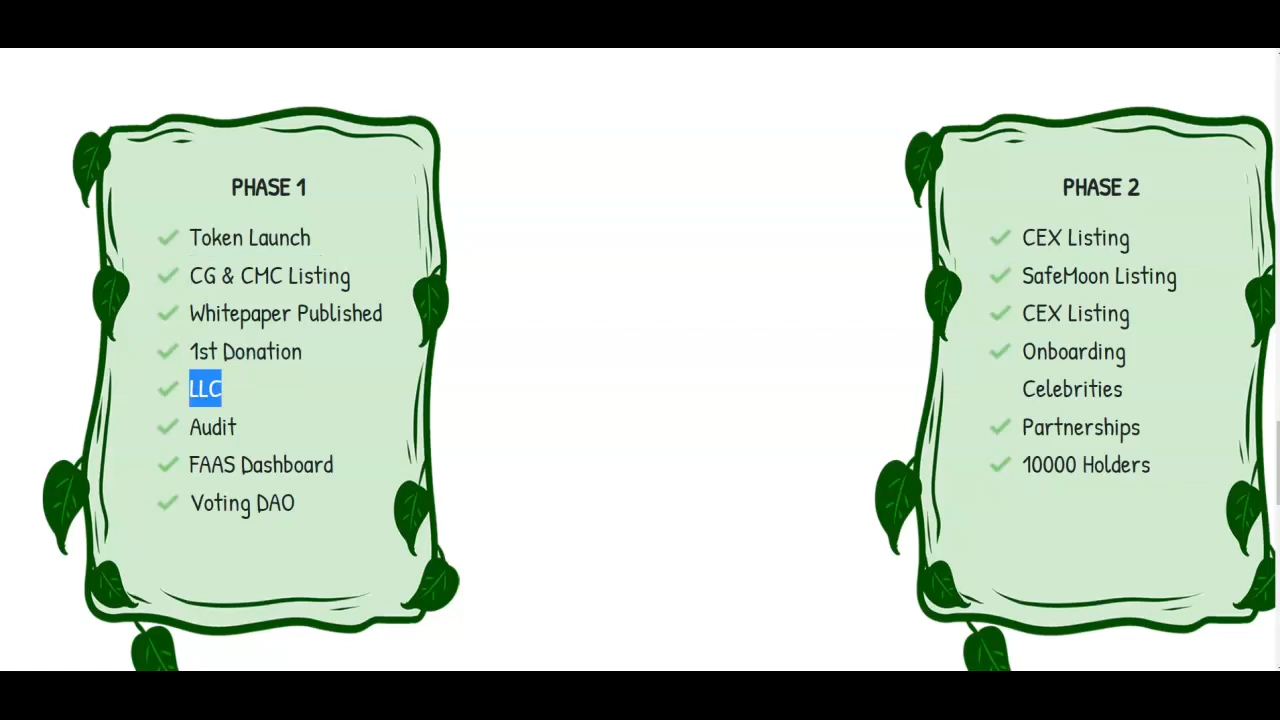 PHASE 1
Token Launch
CG & CMC Listing
Whitepaper Published
1st Donation
LLC
Audit
FAAS Dashboard
Voting DAO
PHASE 2
CEX Listing
SafeMoon Listing
CEX Listing
Onboarding
Celebrities
Partnerships
10000 Holders